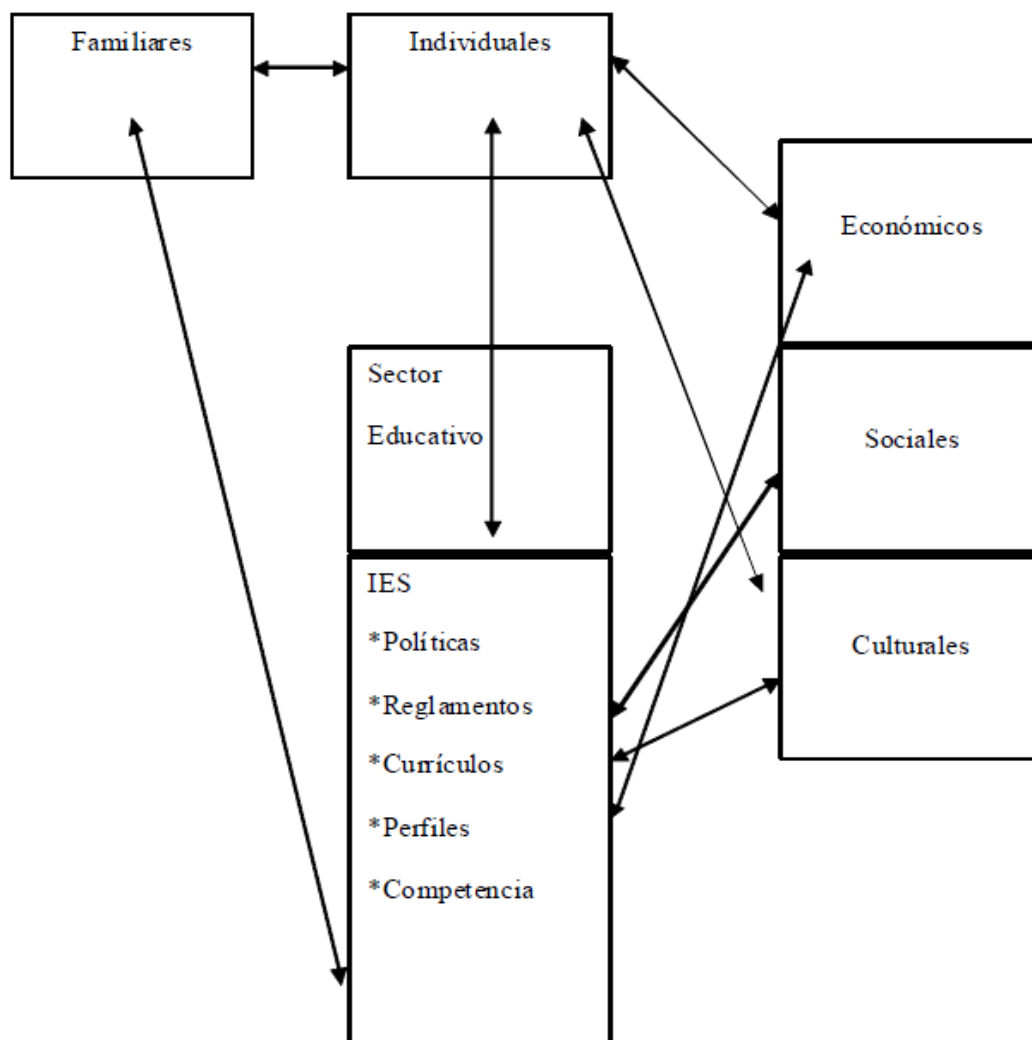 Familiares
Individuales
Económicos
Sector
Educativo
Sociales
IES
*Políticas
*Reglamentos
*Currículos
*Perfiles
*Competencia
Culturales